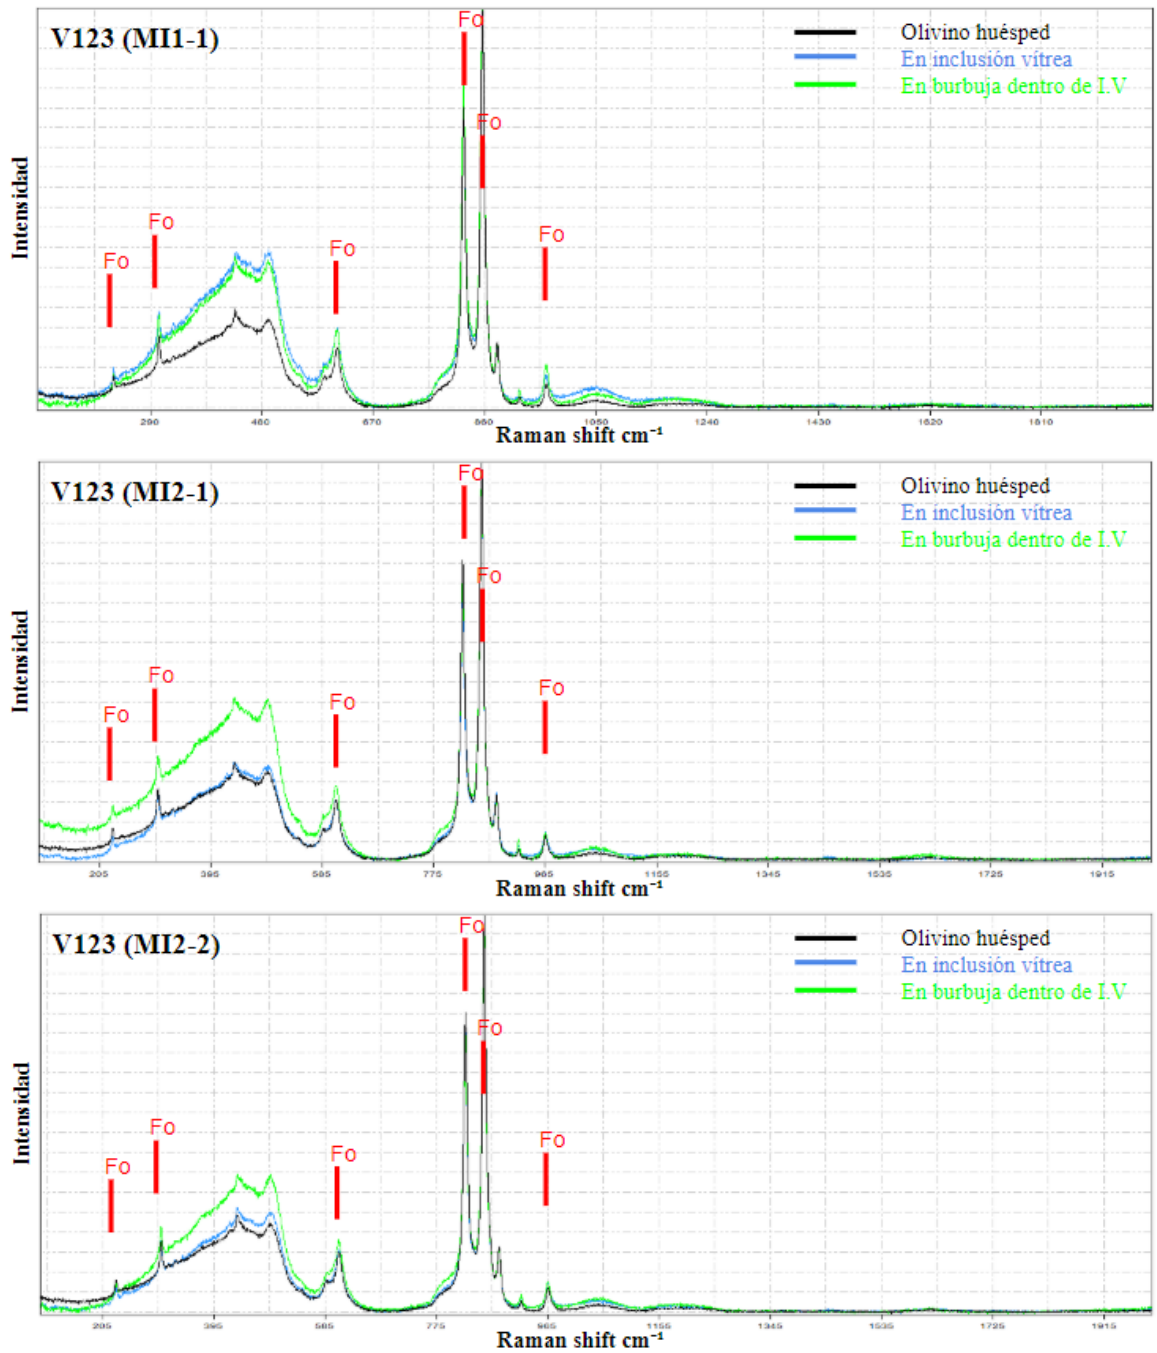 V123 (MI1-1)
Olivino huésped
En inclusión vítrea
En burbuja dentro de I.V
Fo
Fo
Fo
Fo
Fo
Fo
Intensidad
290 480 670 860 1050 1240 1430 1620 1810
Raman shift cm⁻¹
V123 (MI2-1)
Olivino huésped
En inclusión vítrea
En burbuja dentro de I.V
Fo
Fo
Fo
Fo
Fo
Fo
Intensidad
205 395 585 775 965 1155 1345 1535 1725 1915
Raman shift cm⁻¹
V123 (MI2-2)
Olivino huésped
En inclusión vítrea
En burbuja dentro de I.V
Fo
Fo
Fo
Fo
Fo
Fo
Intensidad
205 395 585 775 965 1155 1345 1535 1725 1915
Raman shift cm⁻¹